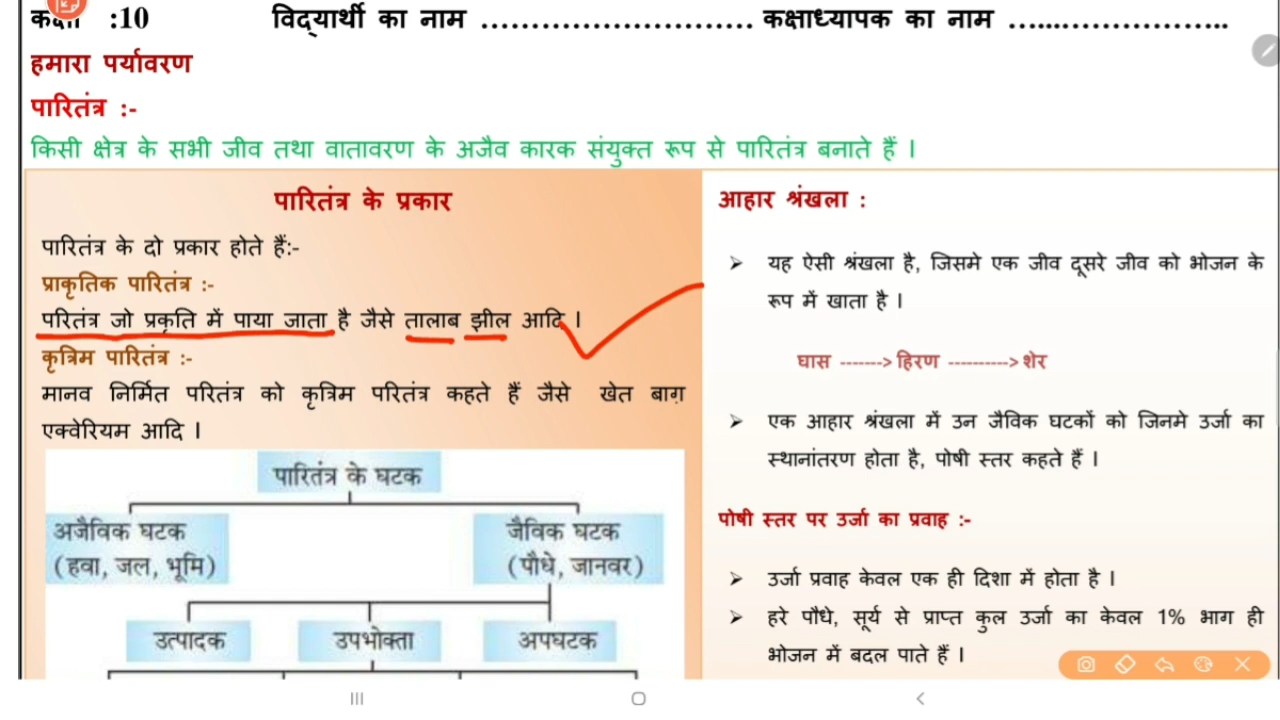 कक्षा :10 विद्यार्थी का नाम ............................ कक्षाध्यापक का नाम ........................
हमारा पर्यावरण
पारितंत्र :-
किसी क्षेत्र के सभी जीव तथा वातावरण के अजैव कारक संयुक्त रूप से पारितंत्र बनाते हैं ।
पारितंत्र के प्रकार
पारितंत्र के दो प्रकार होते हैं:-
प्राकृतिक पारितंत्र :-
परितंत्र जो प्रकृति में पाया जाता है जैसे तालाब झील आदि ।
कृत्रिम पारितंत्र :-
मानव निर्मित परितंत्र को कृत्रिम परितंत्र कहते हैं जैसे खेत बाग़
एक्वेरियम आदि ।
पारितंत्र के घटक
अजैविक घटक
(हवा, जल, भूमि)
जैविक घटक
(पौधे, जानवर)
उत्पादक
उपभोक्ता
अपघटक
आहार श्रंखला :
➢ यह ऐसी श्रंखला है, जिसमे एक जीव दूसरे जीव को भोजन के
रूप में खाता है ।
घास -------> हिरण ----------> शेर
➢ एक आहार श्रंखला में उन जैविक घटकों को जिनमे उर्जा का
स्थानांतरण होता है, पोषी स्तर कहते हैं ।
पोषी स्तर पर उर्जा का प्रवाह :-
➢ उर्जा प्रवाह केवल एक ही दिशा में होता है ।
➢ हरे पौधे, सूर्य से प्राप्त कुल उर्जा का केवल 1% भाग ही
भोजन में बदल पाते हैं ।